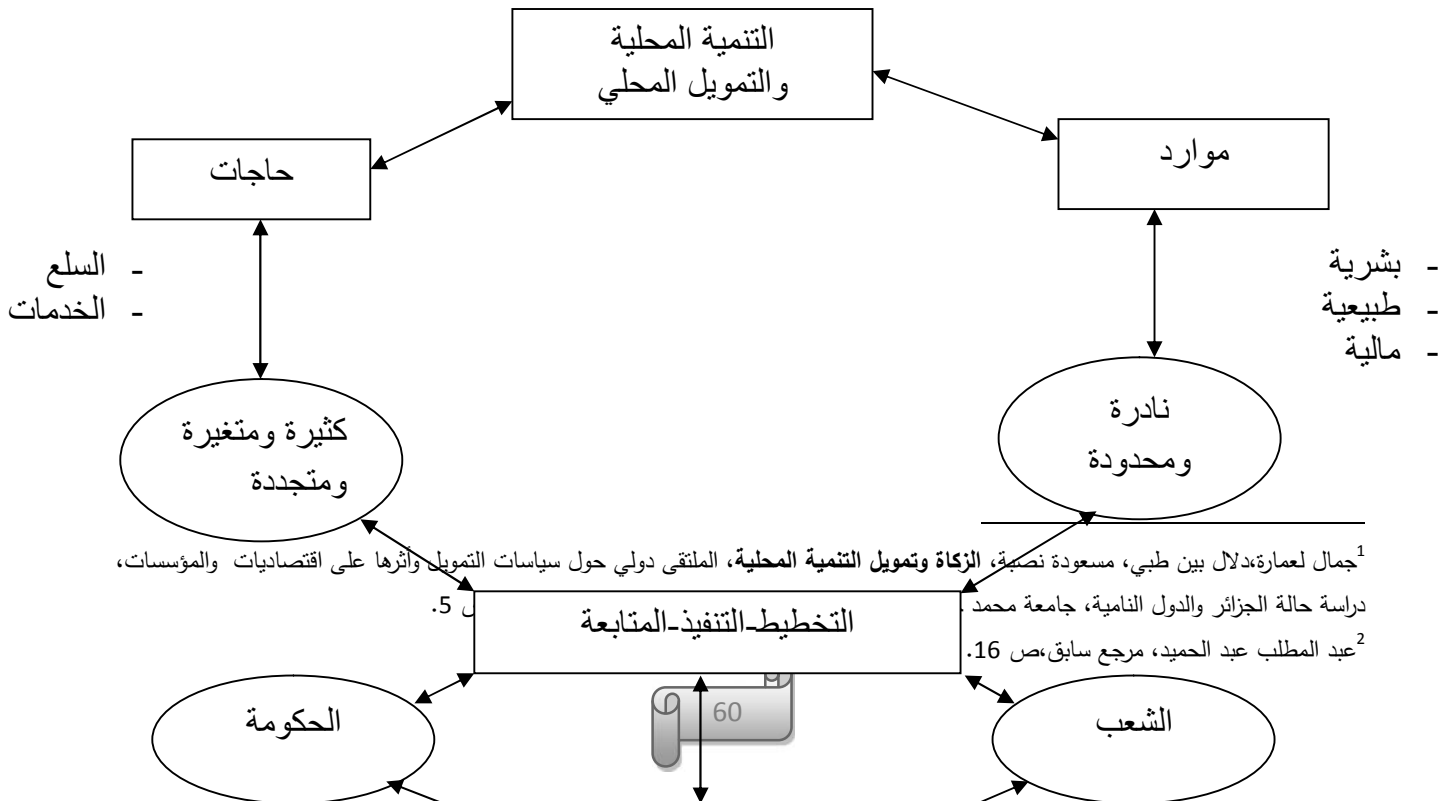 التنمية المحلية
والتمويل المحلي
موارد
حاجات
- بشرية
- طبيعية
- مالية
- السلع
- الخدمات
نادرة
ومحدودة
كثيرة ومتغيرة
ومتجددة
1جمال لعمارة،دلال بين طبي، مسعودة نصبة، الزكاة وتمويل التنمية المحلية، الملتقى دولي حول سياسات التمويل وأثرها على اقتصاديات والمؤسسات،
دراسة حالة الجزائر والدول النامية، جامعة محمد 5.
2عبد المطلب عبد الحميد، مرجع سابق،ص 16.
التخطيط-التنفيذ-المتابعة
الشعب
الحكومة
60